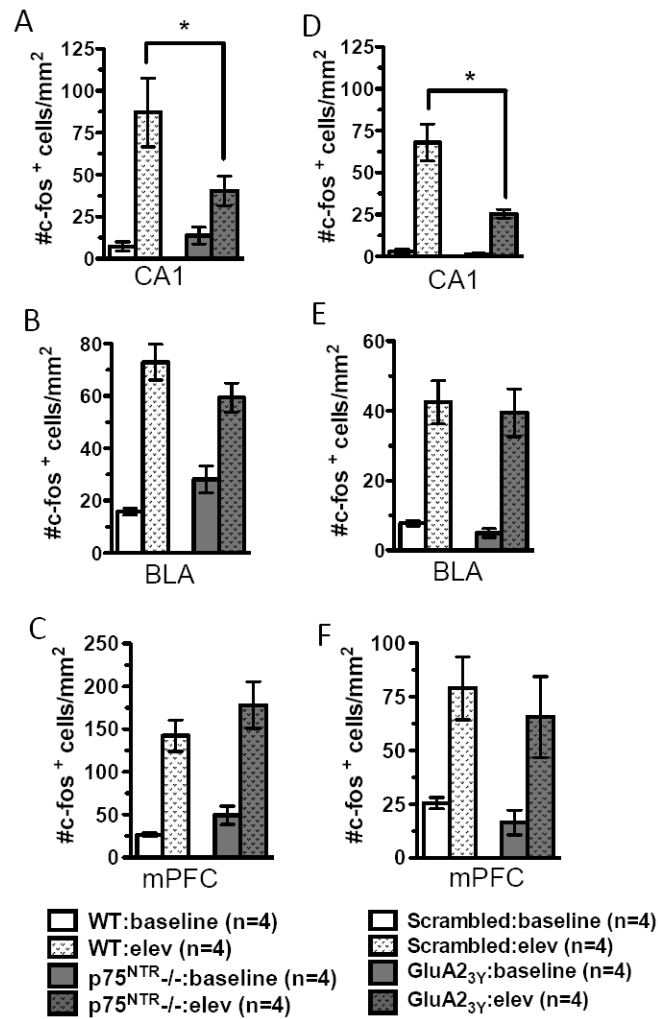 A
#c-fos ⁺ cells/mm²
125
100
75
50
25
0
*
CA1
B
#c-fos ⁺ cells/mm²
80
60
40
20
0
BLA
C
#c-fos ⁺ cells/mm²
250
200
150
100
50
0
mPFC
WT:baseline (n=4)
WT:elev (n=4)
p75ᴺᵀᴿ-/-:baseline (n=4)
p75ᴺᵀᴿ-/-:elev (n=4)
D
#c-fos ⁺ cells/mm²
125
100
75
50
25
0
*
CA1
E
#c-fos ⁺ cells/mm²
60
40
20
0
BLA
F
#c-fos ⁺ cells/mm²
100
75
50
25
0
mPFC
Scrambled:baseline (n=4)
Scrambled:elev (n=4)
GluA2₃Y:baseline (n=4)
GluA2₃Y:elev (n=4)